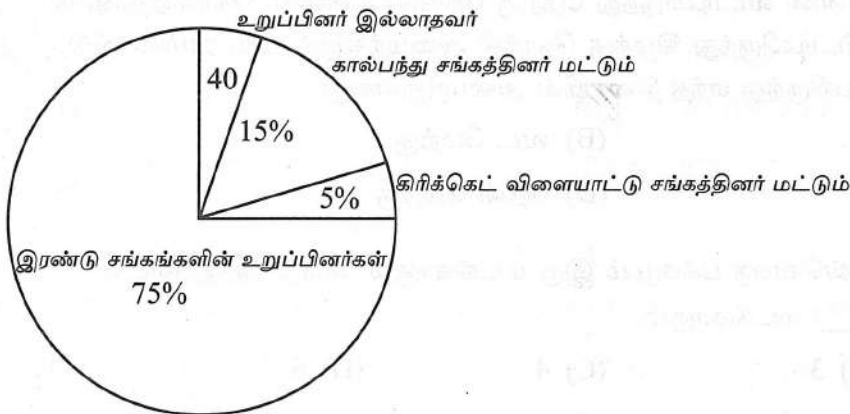 உறுப்பினர் இல்லாதவர்
கால்பந்து சங்கத்தினர் மட்டும்
40
15%
கிரிக்கெட் விளையாட்டு சங்கத்தினர் மட்டும்
5%
இரண்டு சங்கங்களின் உறுப்பினர்கள்
75%